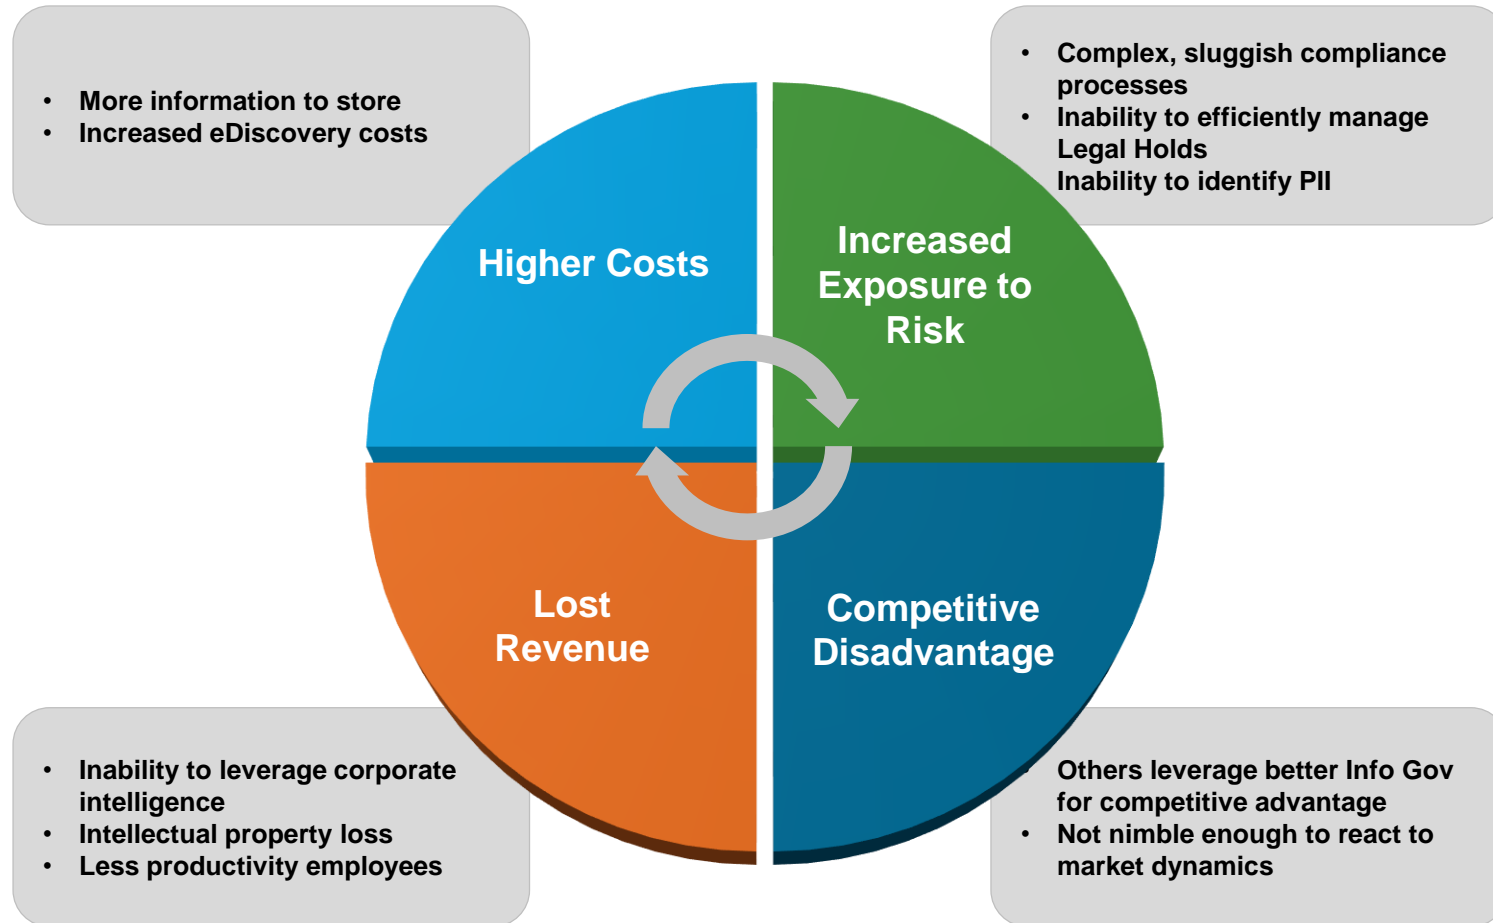 • More information to store
• Increased eDiscovery costs
• Complex, sluggish compliance
processes
• Inability to efficiently manage
Legal Holds
Inability to identify PII
Higher Costs
Increased
Exposure to
Risk
Lost
Revenue
Competitive
Disadvantage
• Inability to leverage corporate
intelligence
• Intellectual property loss
• Less productivity employees
• Others leverage better Info Gov
for competitive advantage
• Not nimble enough to react to
market dynamics